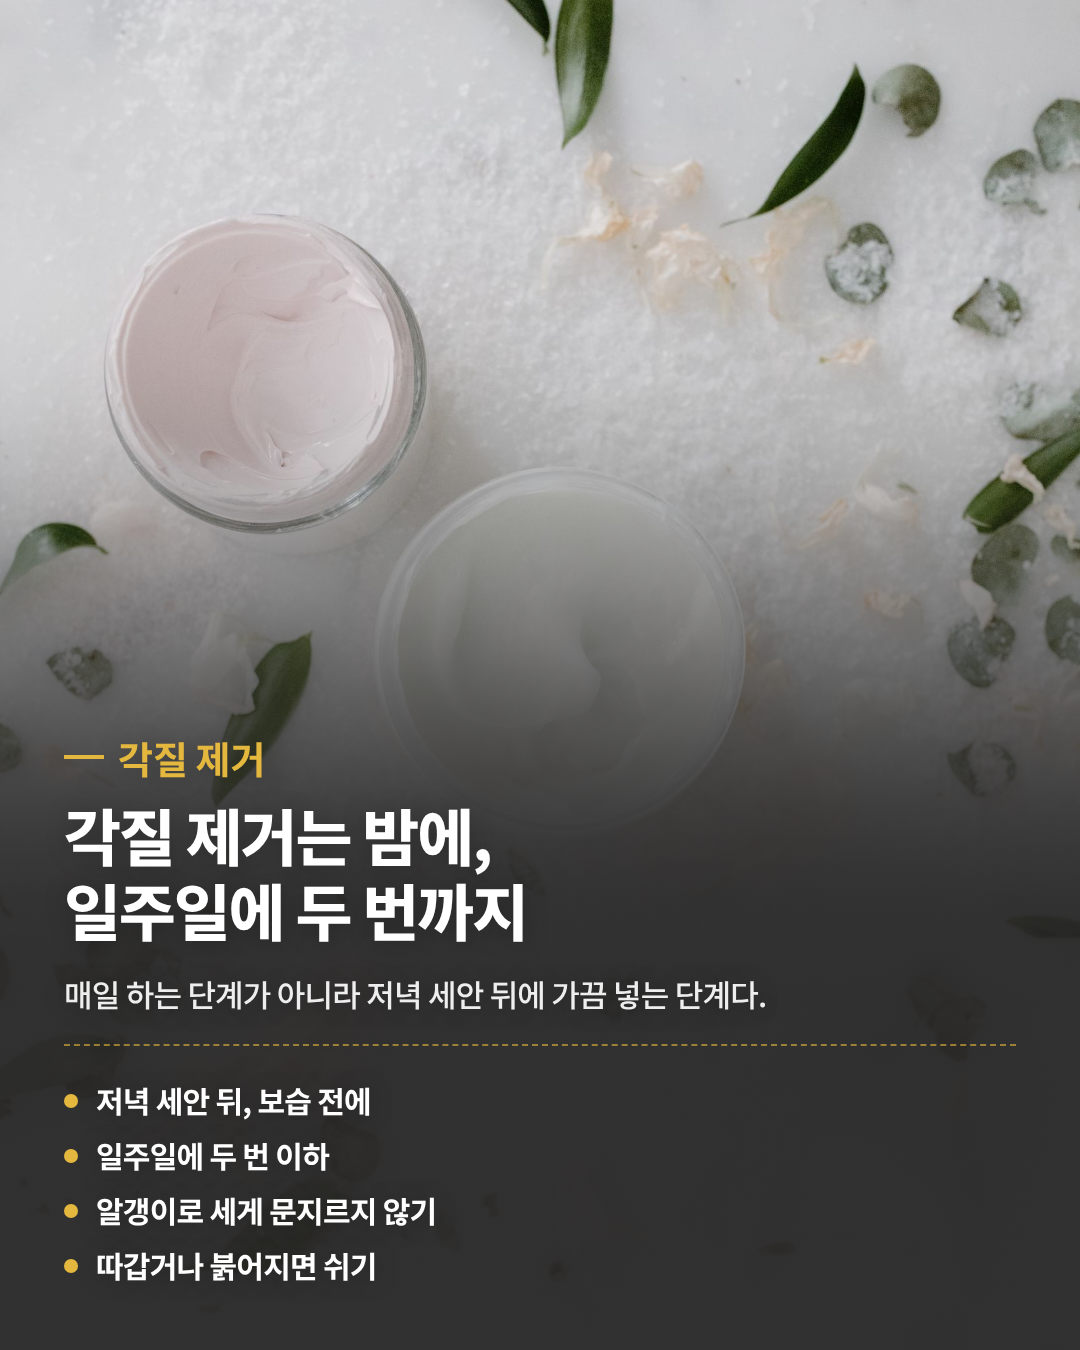 각질 제거
각질 제거는 밤에,
일주일에 두 번까지
매일 하는 단계가 아니라 저녁 세안 뒤에 가끔 넣는 단계다.
저녁 세안 뒤, 보습 전에
일주일에 두 번 이하
알갱이로 세게 문지르지 않기
따갑거나 붉어지면 쉬기